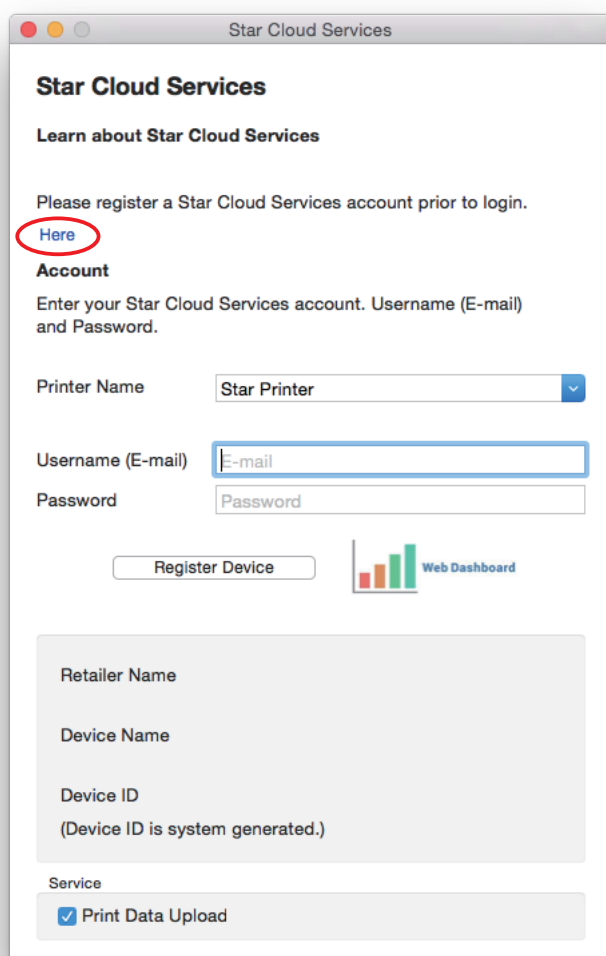 Star Cloud Services
Star Cloud Services
Learn about Star Cloud Services
Please register a Star Cloud Services account prior to login.
Here
Account
Enter your Star Cloud Services account. Username (E-mail)
and Password.
Printer Name
Star Printer
Username (E-mail)
E-mail
Password
Password
Register Device
Web Dashboard
Retailer Name
Device Name
Device ID
(Device ID is system generated.)
Service
Print Data Upload